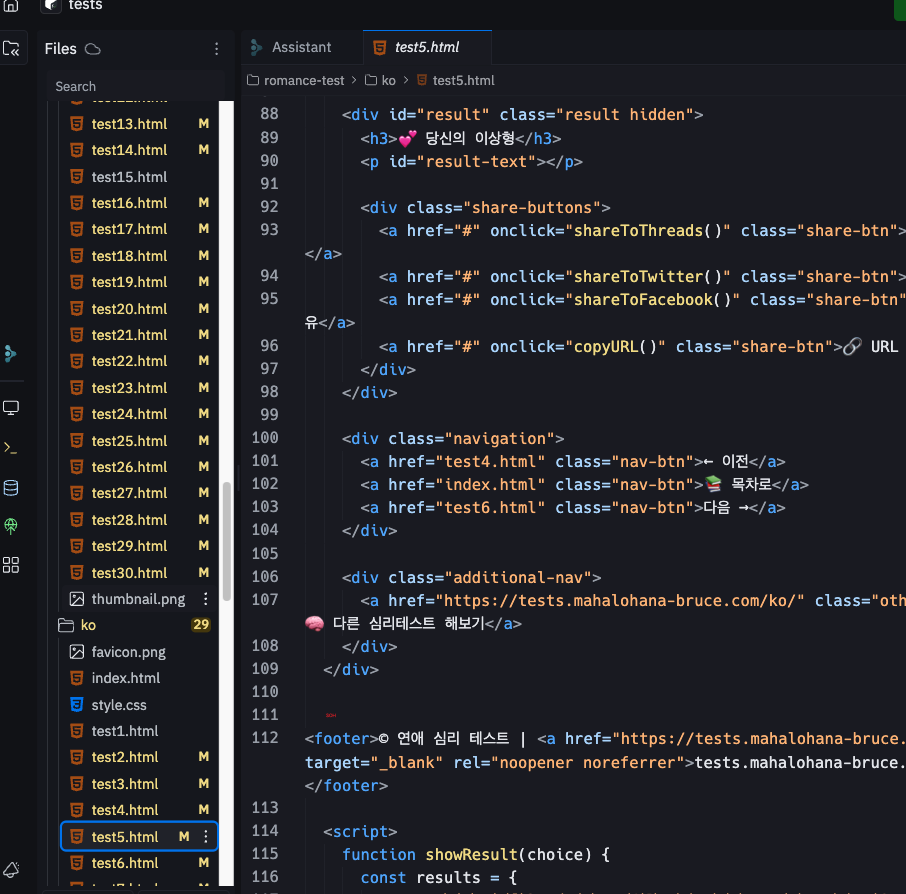 tests
Files
Search
test13.html M
test14.html M
test15.html
test16.html M
test17.html M
test18.html M
test19.html M
test20.html M
test21.html M
test22.html M
test23.html M
test24.html M
test25.html M
test26.html M
test27.html M
test28.html M
test29.html M
test30.html M
thumbnail.png
ko 29
favicon.png
index.html
style.css
test1.html
test2.html M
test3.html M
test4.html M
test5.html M
test6.html M
Assistant
test5.html
romance-test > ko > test5.html
88 <div id="result" class="result hidden">
89 <h3>💕 당신의 이상형</h3>
90 <p id="result-text"></p>
91
92 <div class="share-buttons">
93 <a href="#" onclick="shareToThreads()" class="share-btn">
</a>
94 <a href="#" onclick="shareToTwitter()" class="share-btn">
95 <a href="#" onclick="shareToFacebook()" class="share-btn"
유</a>
96 <a href="#" onclick="copyURL()" class="share-btn">🔗 URL
97 </div>
98 </div>
99
100 <div class="navigation">
101 <a href="test4.html" class="nav-btn">← 이전</a>
102 <a href="index.html" class="nav-btn">📚 목차로</a>
103 <a href="test6.html" class="nav-btn">다음 →</a>
104 </div>
105
106 <div class="additional-nav">
107 <a href="https://tests.mahalohana-bruce.com/ko/" class="oth
🧠 다른 심리테스트 해보기</a>
108 </div>
109 </div>
110
111
112 <footer>© 연애 심리 테스트 | <a href="https://tests.mahalohana-bruce.
target="_blank" rel="noopener noreferrer">tests.mahalohana-bruce.
</footer>
113
114 <script>
115 function showResult(choice) {
116 const results = {